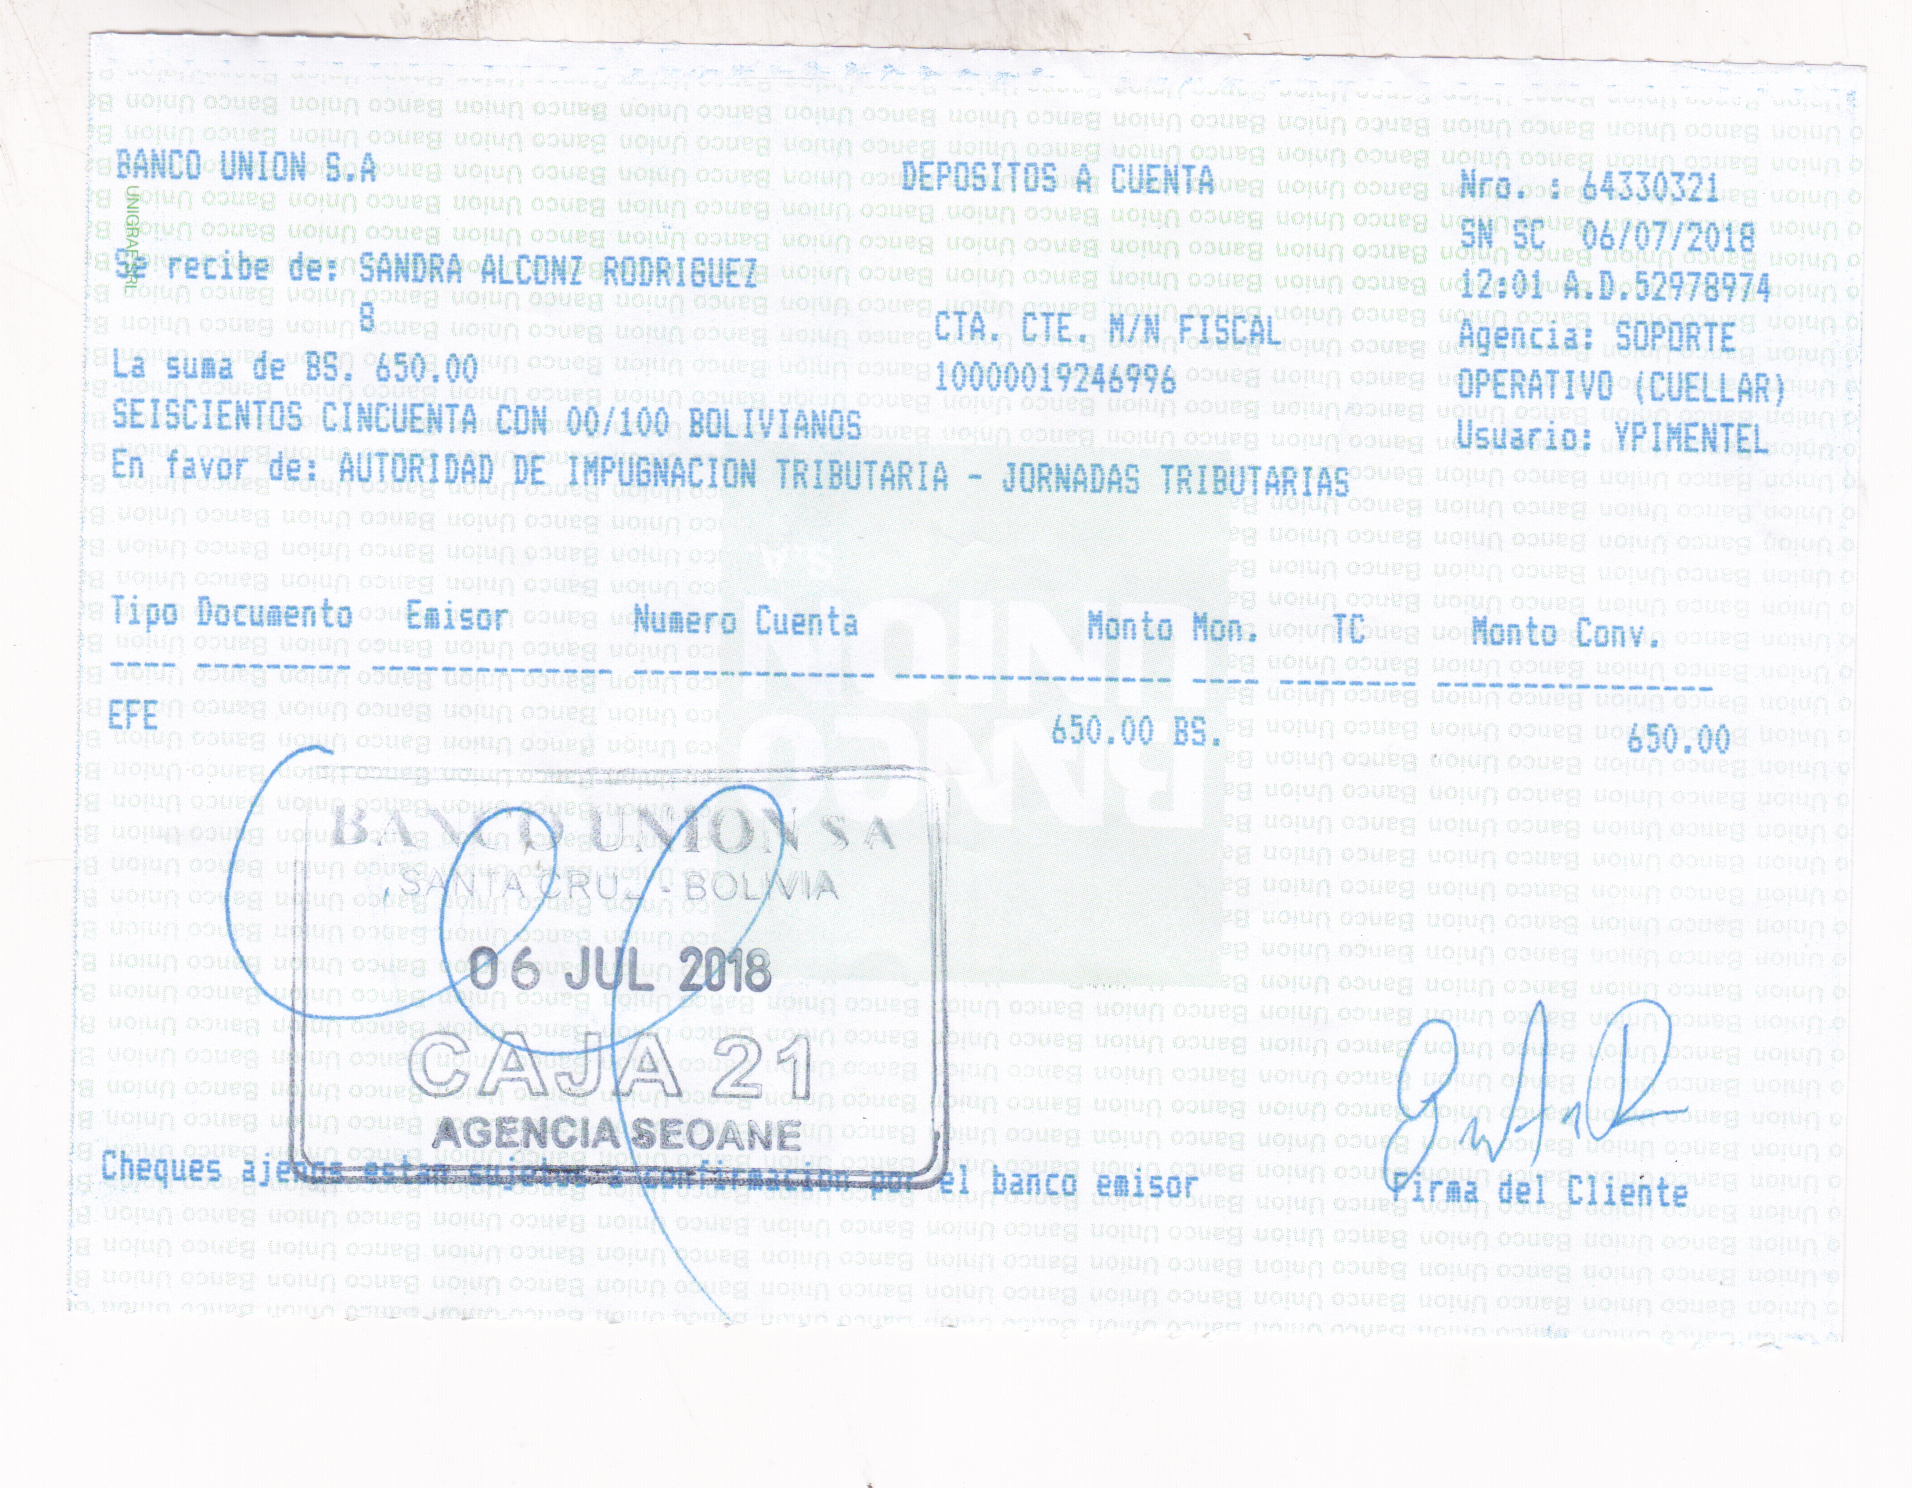 BANCO UNION S.A DEPOSITOS A CUENTA Nro. : 64330321
SN SC 06/07/2018
Se recibe de: SANDRA ALCONZ RODRIGUEZ 12:01 A.D.52978974
8 CTA. CTE. M/N FISCAL Agencia: SOPORTE
La suma de BS. 650.00 10000019246996 OPERATIVO (CUELLAR)
SEISCIENTOS CINCUENTA CON 00/100 BOLIVIANOS Usuario: YPIMENTEL
En favor de: AUTORIDAD DE IMPUGNACION TRIBUTARIA - JORNADAS TRIBUTARIAS
Tipo Documento Emisor Numero Cuenta Monto Mon. TC Monto Conv.
EFE 650.00 BS. 650.00
BANCO UNION S A
SANTA CRUZ - BOLIVIA
06 JUL 2018
CAJA 21
AGENCIA SEOANE
Cheques ajenos estan sujetos a confirmacion por el banco emisor Firma del Cliente
BANCO
UNION
S.A.